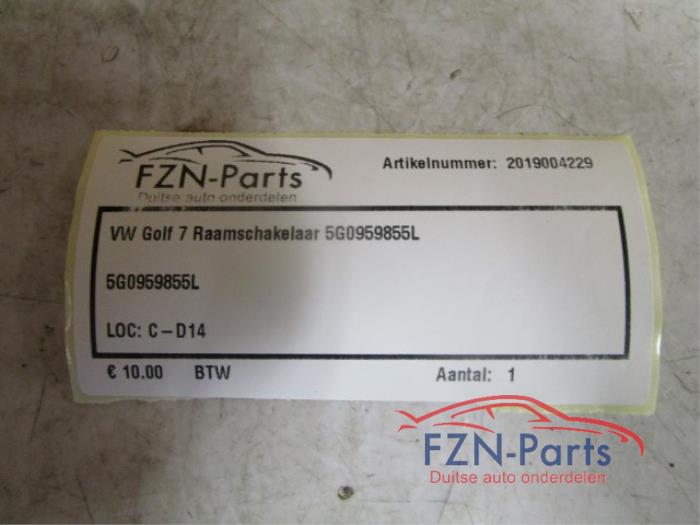 FZN-Parts
Duitse auto onderdelen
Artikelnummer: 2019004229
VW Golf 7 Raamschakelaar 5G0959855L
5G0959855L
LOC: C-D14
€ 10.00 BTW Aantal: 1
FZN-Parts
Duitse auto onderdelen